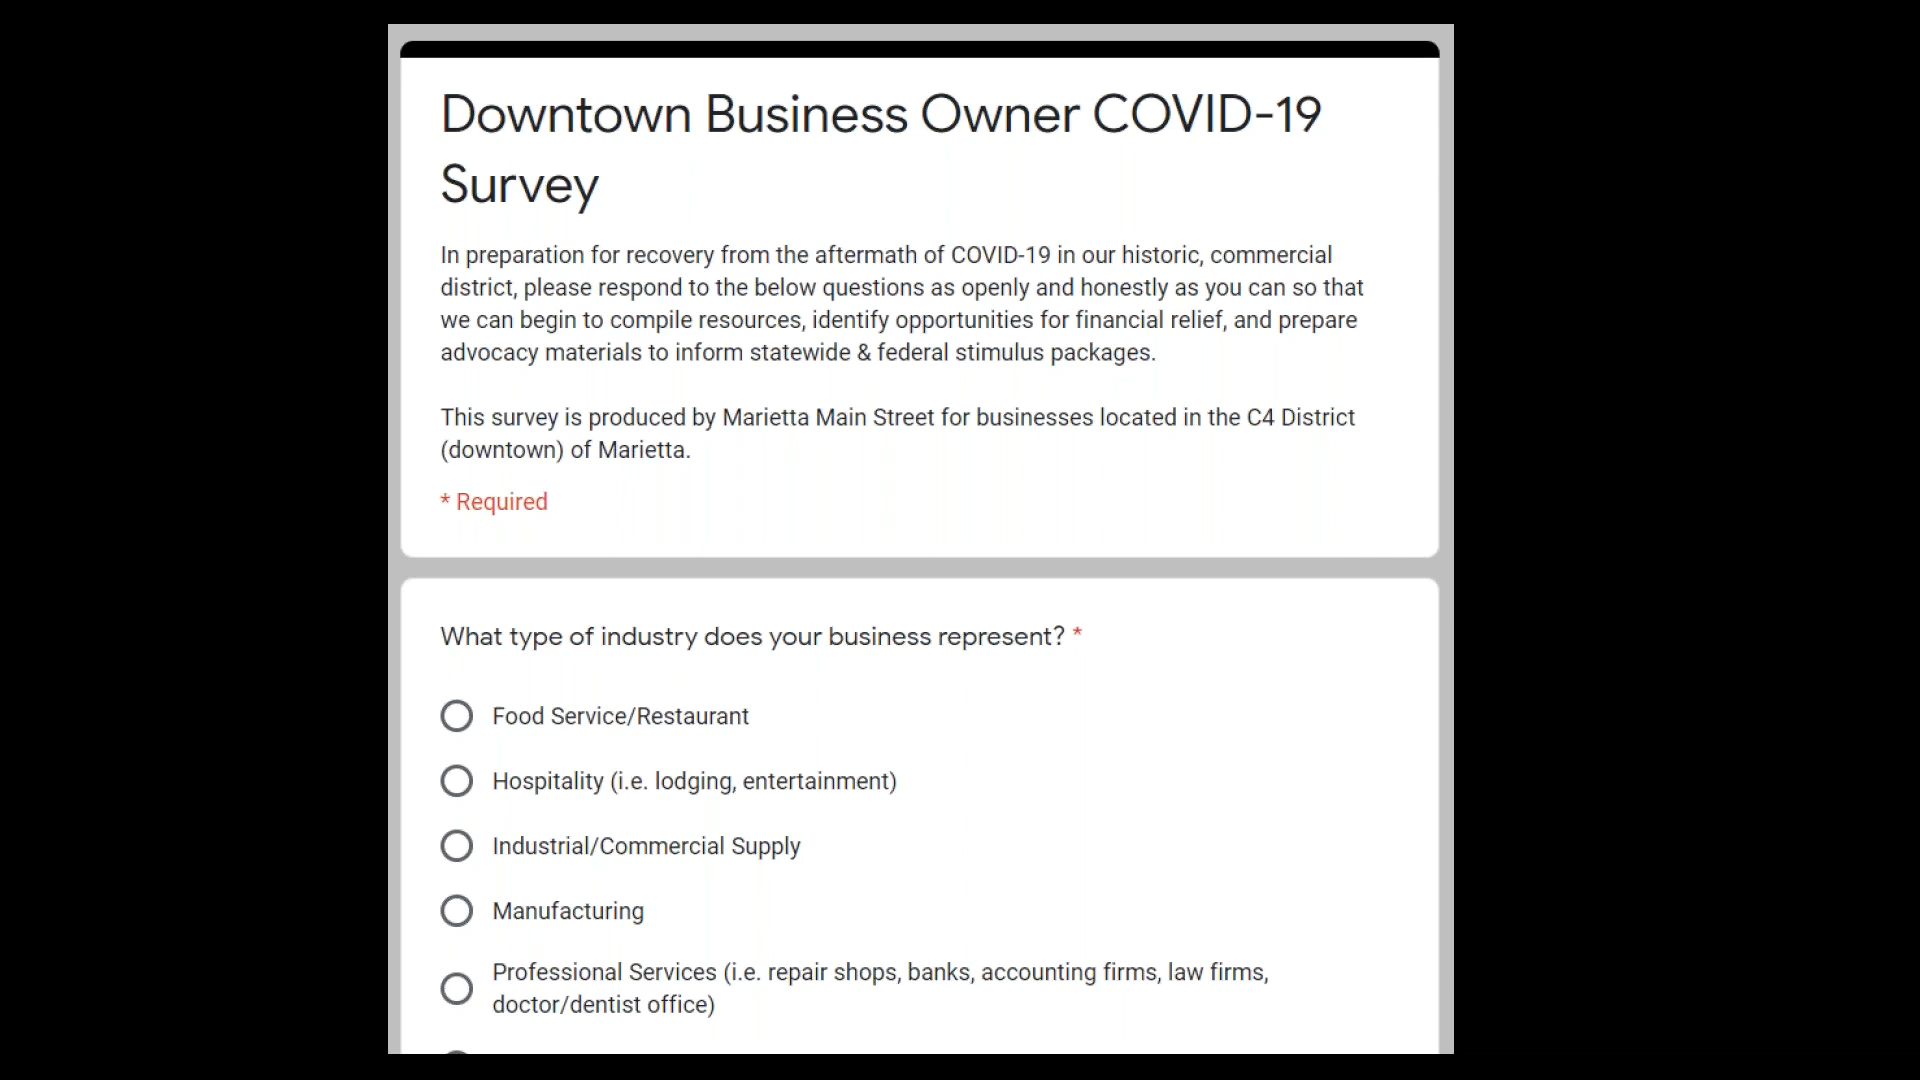 Downtown Business Owner COVID-19
Survey
In preparation for recovery from the aftermath of COVID-19 in our historic, commercial
district, please respond to the below questions as openly and honestly as you can so that
we can begin to compile resources, identify opportunities for financial relief, and prepare
advocacy materials to inform statewide & federal stimulus packages.
This survey is produced by Marietta Main Street for businesses located in the C4 District
(downtown) of Marietta.
* Required
What type of industry does your business represent? *
Food Service/Restaurant
Hospitality (i.e. lodging, entertainment)
Industrial/Commercial Supply
Manufacturing
Professional Services (i.e. repair shops, banks, accounting firms, law firms,
doctor/dentist office)